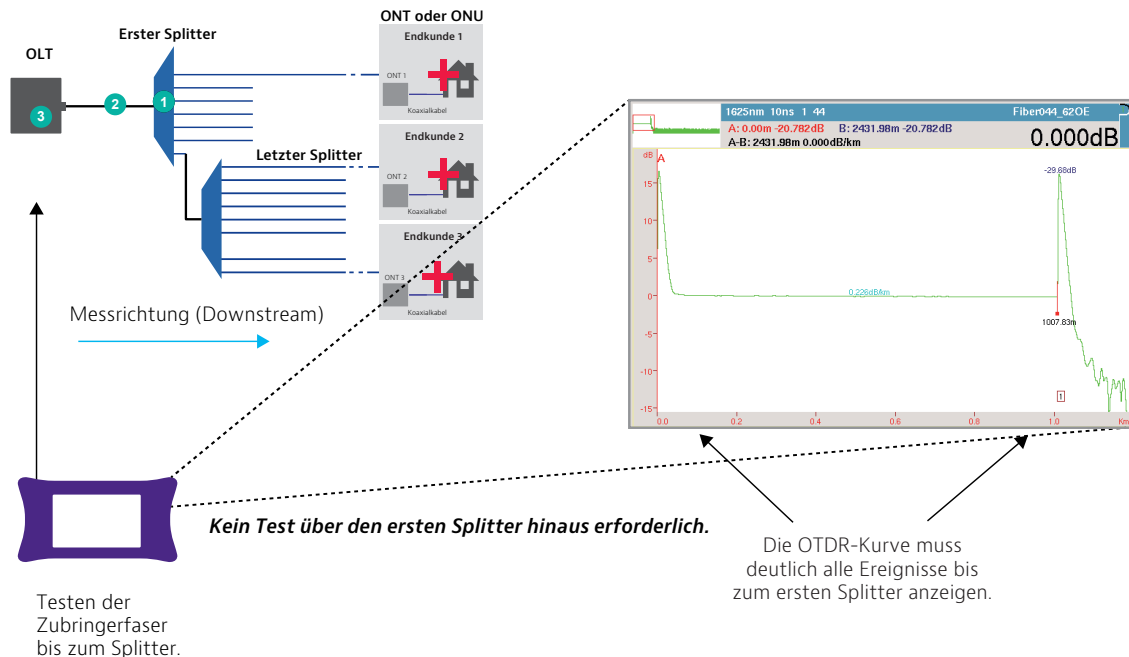 ONT oder ONU
Erster Splitter
OLT
Endkunde 1
ONT 1
Koaxialkabel
1
2
3
Endkunde 2
ONT 2
Koaxialkabel
Letzter Splitter
Endkunde 3
ONT 3
Koaxialkabel
Messrichtung (Downstream)
1625nm 10ns 1 44
Fiber044_62OE
A: 0.00m -20.782dB B: 2431.98m -20.782dB
A-B: 2431.98m 0.000dB/km
0.000dB
dB
A
-29.68dB
15
10
5
0
-5
-10
-15
0.226dB/km
1007.83m
1
0.0 0.2 0.4 0.6 0.8 1.0 Km
Kein Test über den ersten Splitter hinaus erforderlich.
Die OTDR-Kurve muss
deutlich alle Ereignisse bis
zum ersten Splitter anzeigen.
Testen der
Zubringerfaser
bis zum Splitter.